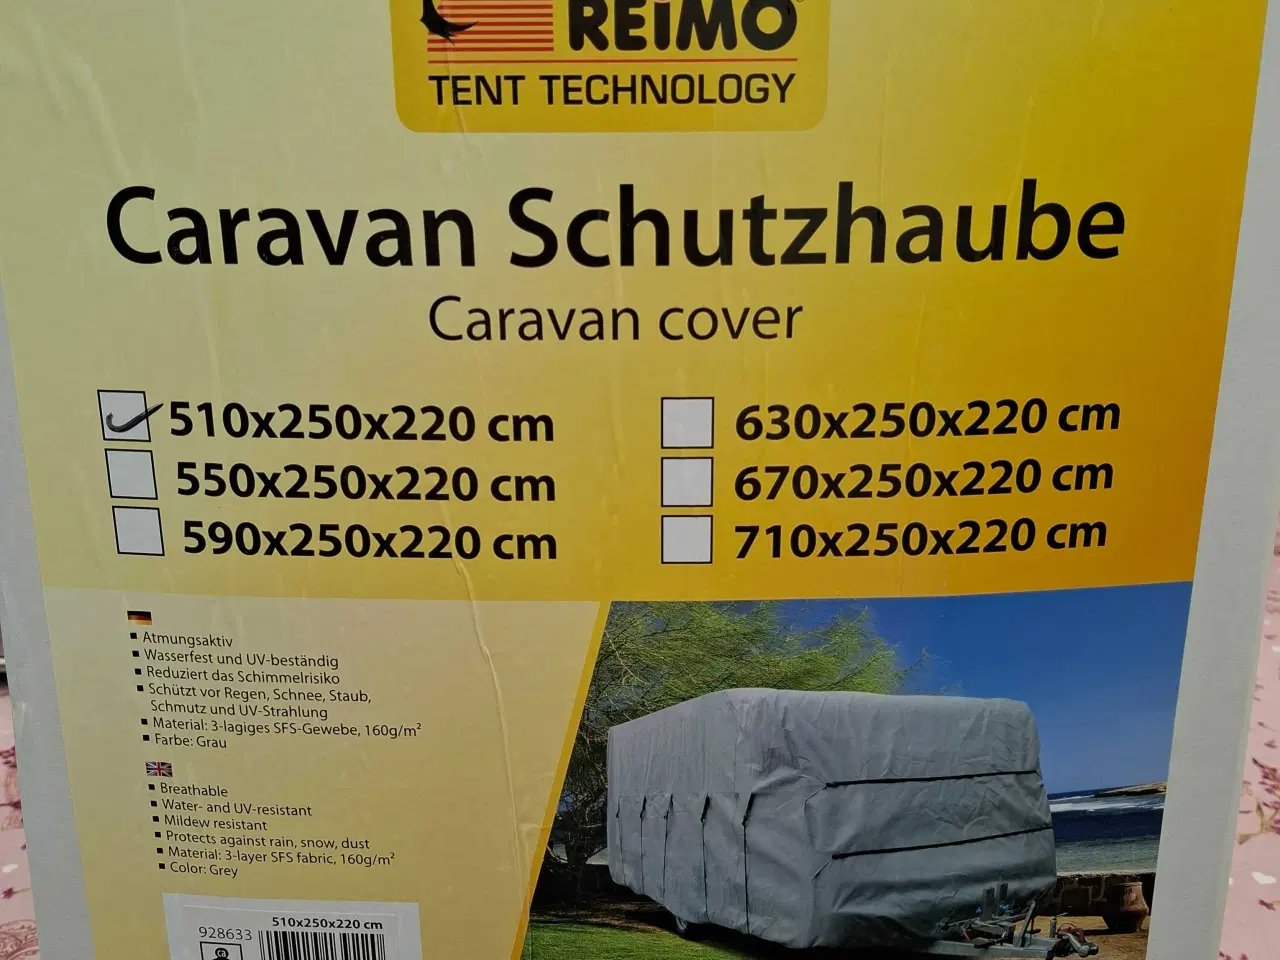 REiMO
TENT TECHNOLOGY
Caravan Schutzhaube
Caravan cover
510x250x220 cm
550x250x220 cm
590x250x220 cm
630x250x220 cm
670x250x220 cm
710x250x220 cm
▪ Atmungsaktiv
▪ Wasserfest und UV-beständig
▪ Reduziert das Schimmelrisiko
▪ Schützt vor Regen, Schnee, Staub,
Schmutz und UV-Strahlung
▪ Material: 3-lagiges SFS-Gewebe, 160g/m²
▪ Farbe: Grau
▪ Breathable
▪ Water- and UV-resistant
▪ Mildew resistant
▪ Protects against rain, snow, dust
▪ Material: 3-layer SFS fabric, 160g/m²
▪ Color: Grey
510x250x220 cm
928633